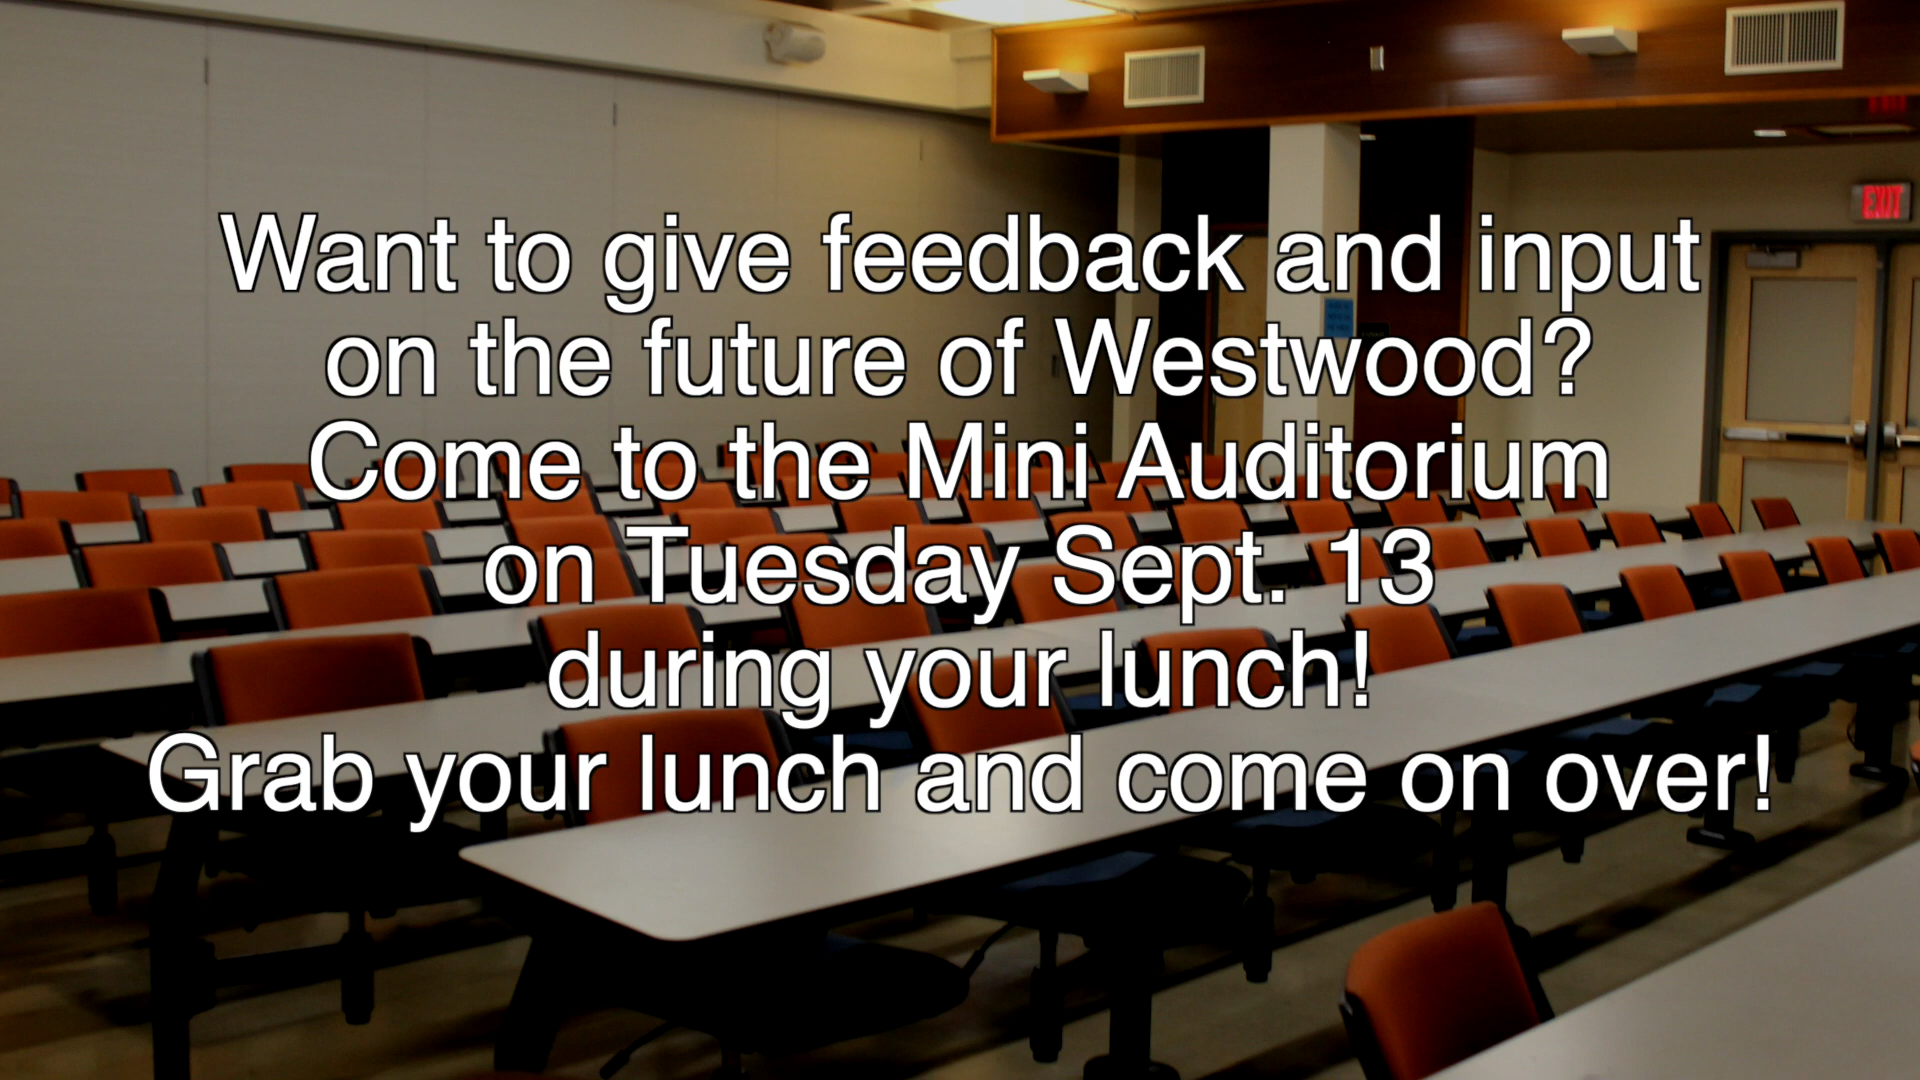 EXIT
Want to give feedback and input
on the future of Westwood?
Come to the Mini Auditorium
on Tuesday Sept. 13
during your lunch!
Grab your lunch and come on over!